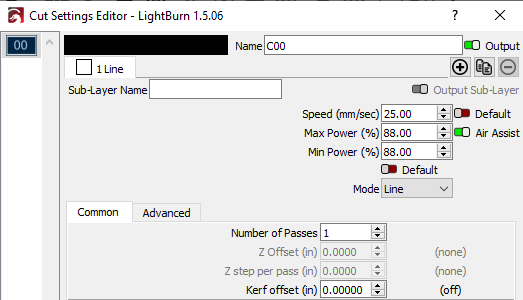 Cut Settings Editor - LightBurn 1.5.06
00
Name C00 Output
1 Line
Sub-Layer Name Output Sub-Layer
Speed (mm/sec) 25.00 Default
Max Power (%) 88.00 Air Assist
Min Power (%) 88.00
Default
Mode Line
Common Advanced
Number of Passes 1
Z Offset (in) 0.0000 (none)
Z step per pass (in) 0.0000 (none)
Kerf offset (in) 0.00000 (off)